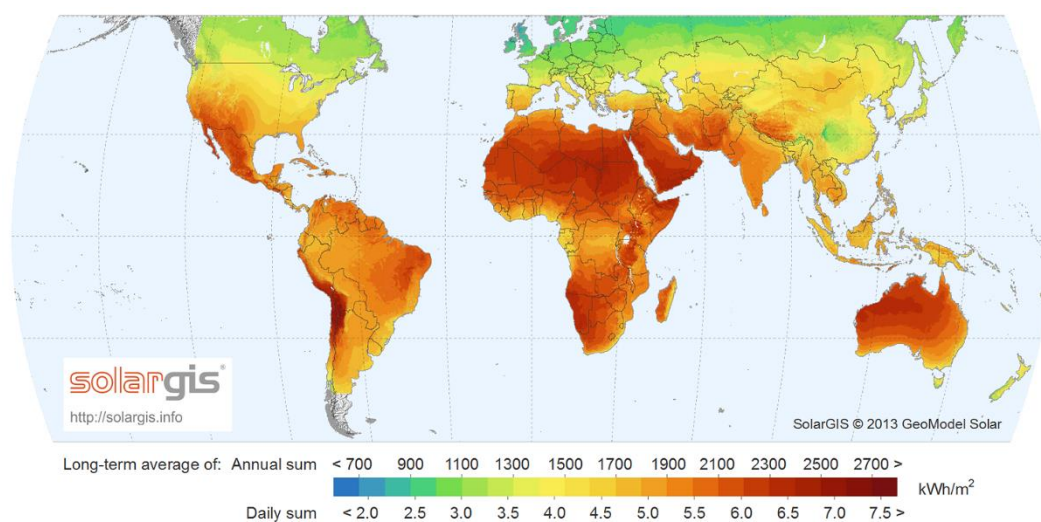 solargis®
http://solargis.info
SolarGIS © 2013 GeoModel Solar
Long-term average of: Annual sum < 700 900 1100 1300 1500 1700 1900 2100 2300 2500 2700 > kWh/m²
Daily sum < 2.0 2.5 3.0 3.5 4.0 4.5 5.0 5.5 6.0 6.5 7.0 7.5 >